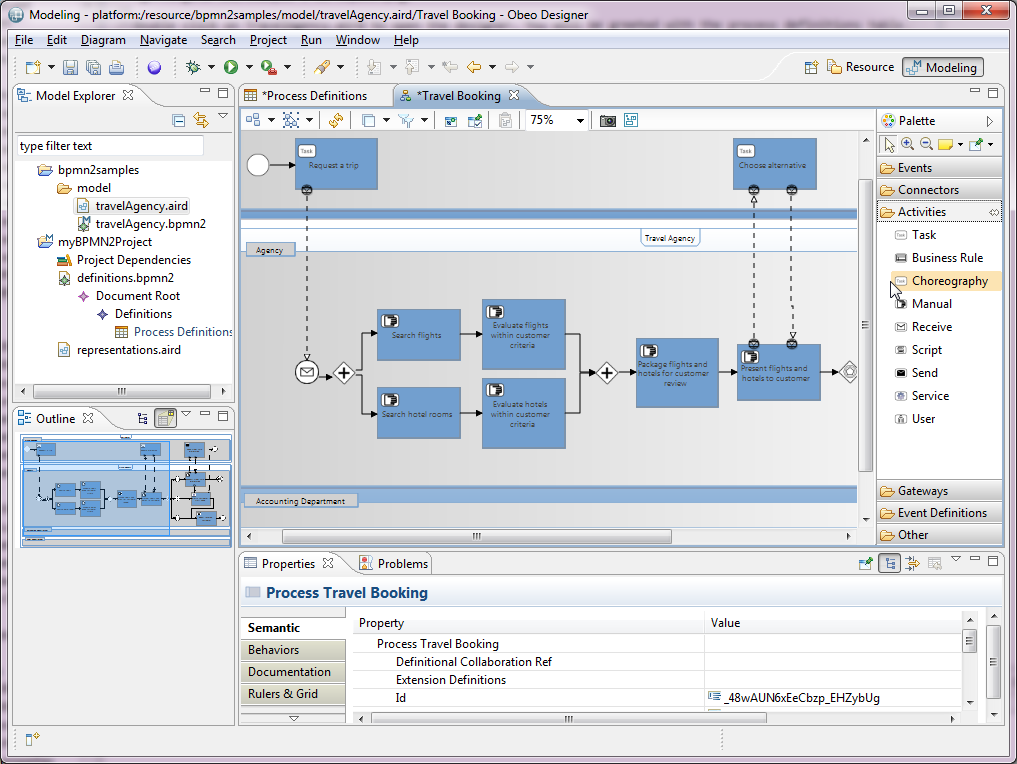 Modeling - platform:/resource/bpmn2samples/model/travelAgency.aird/Travel Booking - Obeo Designer
File Edit Diagram Navigate Search Project Run Window Help
Resource Modeling
Model Explorer
type filter text
bpmn2samples
model
travelAgency.aird
travelAgency.bpmn2
myBPMN2Project
Project Dependencies
definitions.bpmn2
Document Root
Definitions
Process Definitions
representations.aird
Outline
*Process Definitions
*Travel Booking
75%
Task
Request a trip
Task
Choose alternative
Travel Agency
Agency
Search flights
Evaluate flights
within customer
criteria
Search hotel rooms
Evaluate hotels
within customer
criteria
Package flights and
hotels for customer
review
Present flights and
hotels to customer
Accounting Department
Palette
Events
Connectors
Activities
Task
Business Rule
Choreography
Manual
Receive
Script
Send
Service
User
Gateways
Event Definitions
Other
Properties
Problems
Process Travel Booking
Semantic
Behaviors
Documentation
Rulers & Grid
Property Value
Process Travel Booking
Definitional Collaboration Ref
Extension Definitions
Id _48wAUN6xEeCbzp_EHZybUg